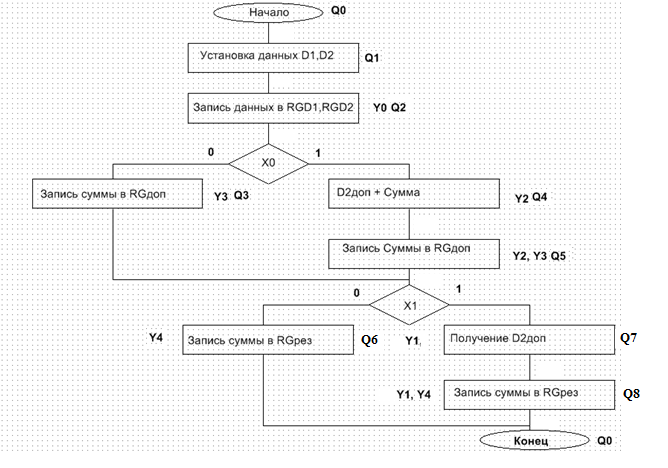 Начало Q0
Установка данных D1,D2 Q1
Запись данных в RGD1,RGD2 Y0 Q2
0 X0 1
Запись суммы в RGдоп Y3 Q3
D2доп + Сумма Y2 Q4
Запись Суммы в RGдоп Y2, Y3 Q5
0 X1 1
Y4 Запись суммы в RGрез Q6
Y1, Получение D2доп Q7
Y1, Y4 Запись суммы в RGрез Q8
Конец Q0